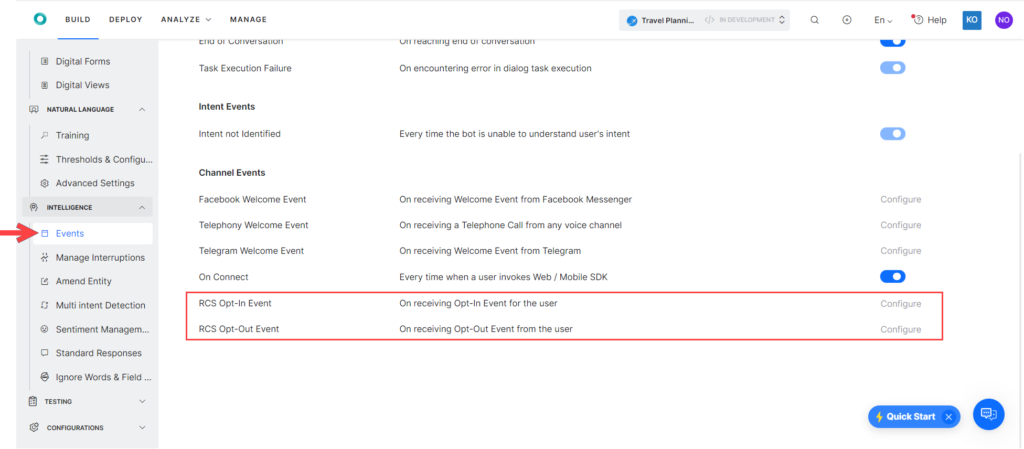 BUILD DEPLOY ANALYZE MANAGE Travel Planni... IN DEVELOPMENT En Help KO NO
Digital Forms
Digital Views
NATURAL LANGUAGE
Training
Thresholds & Configu...
Advanced Settings
INTELLIGENCE
Events
Manage Interruptions
Amend Entity
Multi intent Detection
Sentiment Managem...
Standard Responses
Ignore Words & Field ...
TESTING
CONFIGURATIONS
End of Conversation On reaching end of conversation
Task Execution Failure On encountering error in dialog task execution
Intent Events
Intent not Identified Every time the bot is unable to understand user's intent
Channel Events
Facebook Welcome Event On receiving Welcome Event from Facebook Messenger Configure
Telephony Welcome Event On receiving a Telephone Call from any voice channel Configure
Telegram Welcome Event On receiving Welcome Event from Telegram Configure
On Connect Every time when a user invokes Web / Mobile SDK
RCS Opt-In Event On receiving Opt-In Event for the user Configure
RCS Opt-Out Event On receiving Opt-Out Event from the user Configure
Quick Start